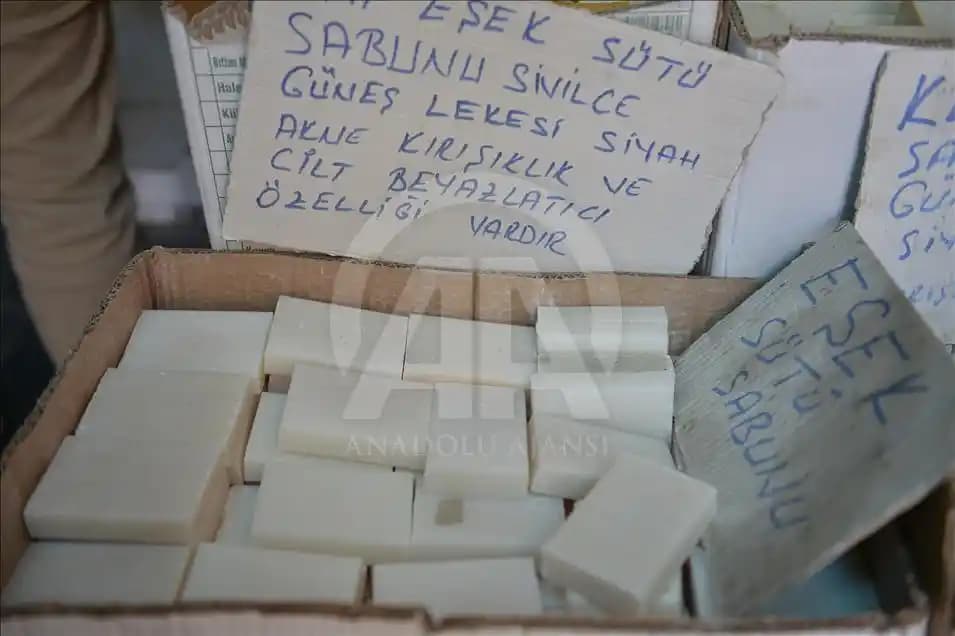 EŞEK SÜTÜ
SABUNU SİVİLCE
GÜNEŞ LEKESİ SİYAH
AKNE KIRIŞIKLIK VE
CİLT BEYAZLATICI
ÖZELLİĞİ VARDIR
EŞEK
SÜTÜ
SABUNU
ANADOLU AJANSI